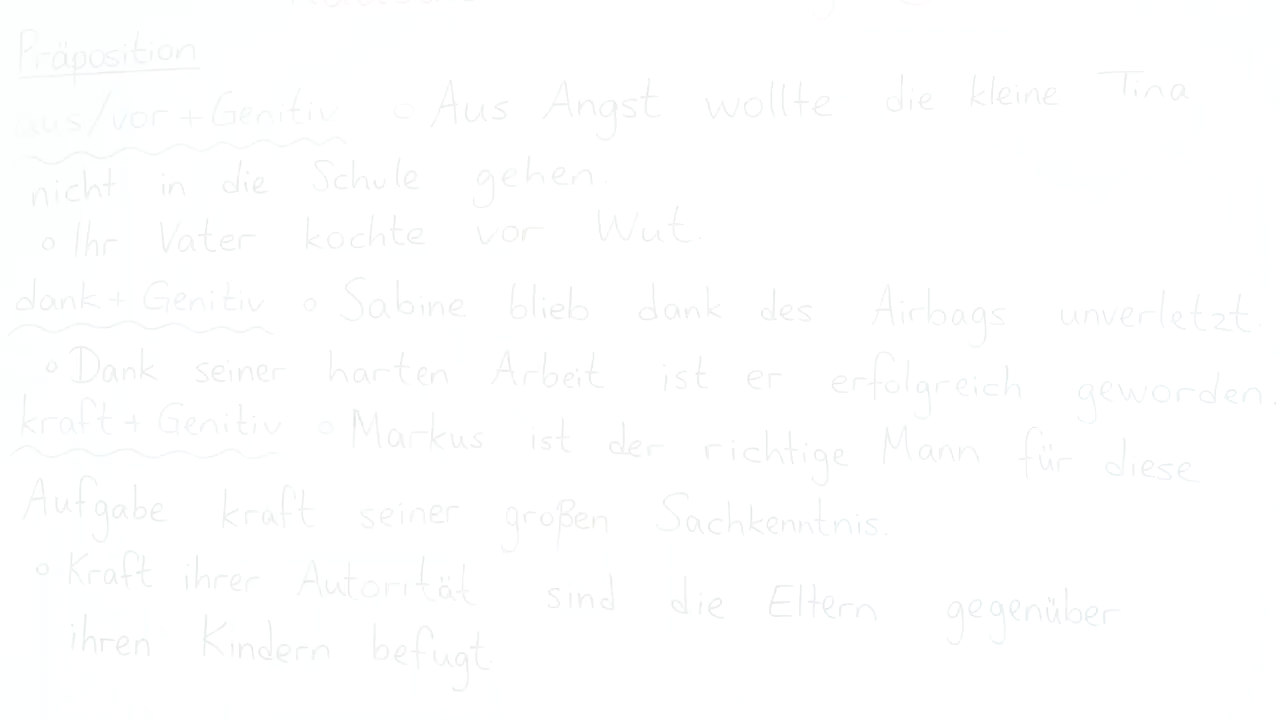 Präposition
aus/vor + Genitiv ○ Aus Angst wollte die kleine Tina
nicht in die Schule gehen.
○ Ihr Vater kochte vor Wut.
dank + Genitiv ○ Sabine blieb dank des Airbags unverletzt.
○ Dank seiner harten Arbeit ist er erfolgreich geworden.
kraft + Genitiv ○ Markus ist der richtige Mann für diese
Aufgabe kraft seiner großen Sachkenntnis.
○ Kraft ihrer Autorität sind die Eltern gegenüber
ihren Kindern befugt.